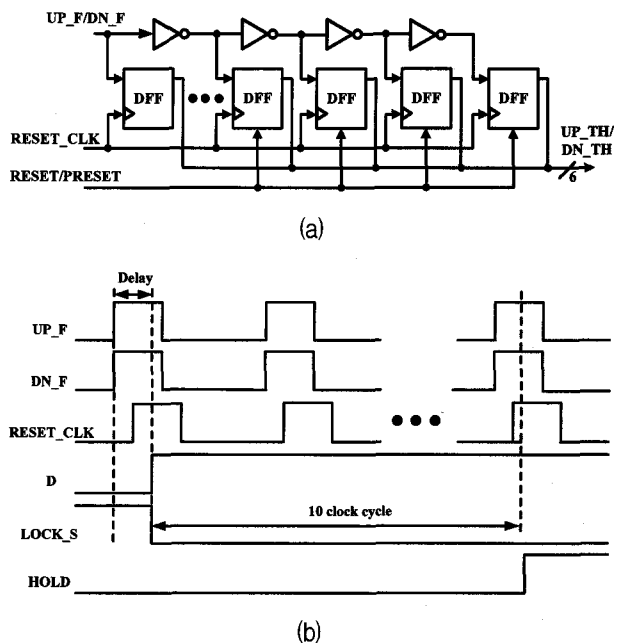 UP_F/DN_F
DFF
DFF
DFF
DFF
DFF
RESET_CLK
UP_TH/
DN_TH
6
RESET/PRESET
(a)
Delay
UP_F
DN_F
RESET_CLK
D
10 clock cycle
LOCK_S
HOLD
(b)